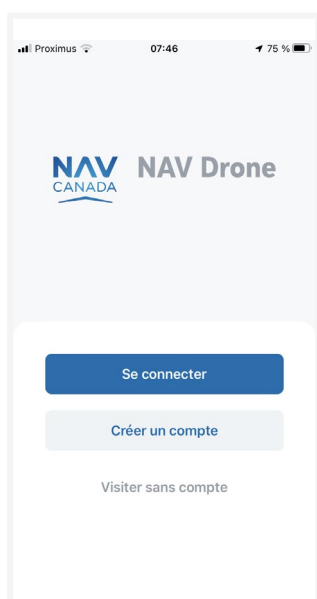 Proximus 07:46 75 %
NAV CANADA NAV Drone
Se connecter
Créer un compte
Visiter sans compte